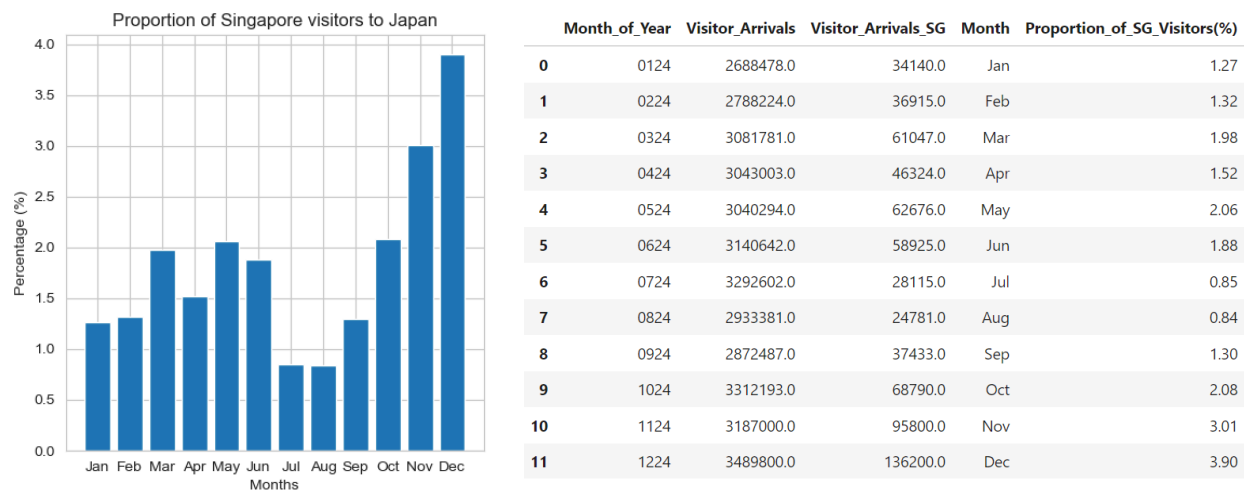 Proportion of Singapore visitors to Japan
4.0
3.5
3.0
2.5
2.0
1.5
1.0
0.5
0.0
Percentage (%)
Jan Feb Mar Apr May Jun Jul Aug Sep Oct Nov Dec
Months
Month_of_Year Visitor_Arrivals Visitor_Arrivals_SG Month Proportion_of_SG_Visitors(%)
0 0124 2688478.0 34140.0 Jan 1.27
1 0224 2788224.0 36915.0 Feb 1.32
2 0324 3081781.0 61047.0 Mar 1.98
3 0424 3043003.0 46324.0 Apr 1.52
4 0524 3040294.0 62676.0 May 2.06
5 0624 3140642.0 58925.0 Jun 1.88
6 0724 3292602.0 28115.0 Jul 0.85
7 0824 2933381.0 24781.0 Aug 0.84
8 0924 2872487.0 37433.0 Sep 1.30
9 1024 3312193.0 68790.0 Oct 2.08
10 1124 3187000.0 95800.0 Nov 3.01
11 1224 3489800.0 136200.0 Dec 3.90